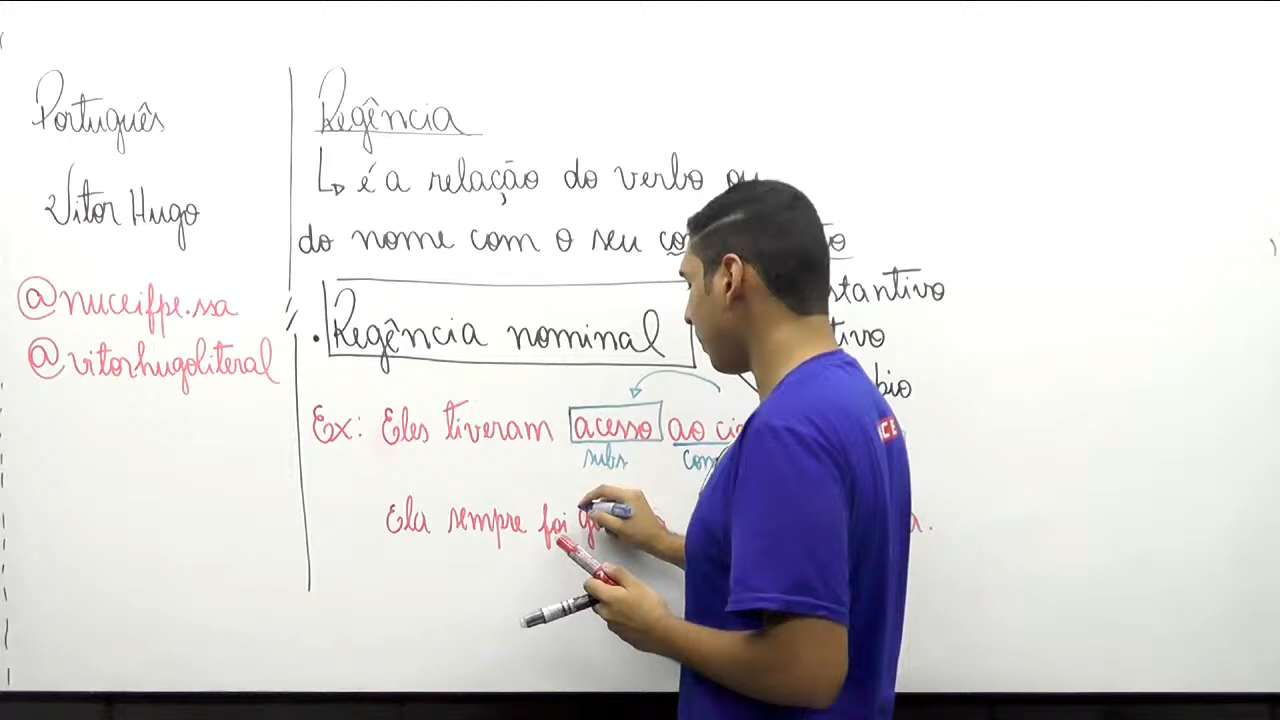 Português
Vitor Hugo
@nuceifpe.ssa
@vitorhugoliteral
Regência
↳ é a relação do verbo ou
do nome com o seu
• Regência nominal
Ex: Eles tiveram acesso ao
subs
Ela sempre foi